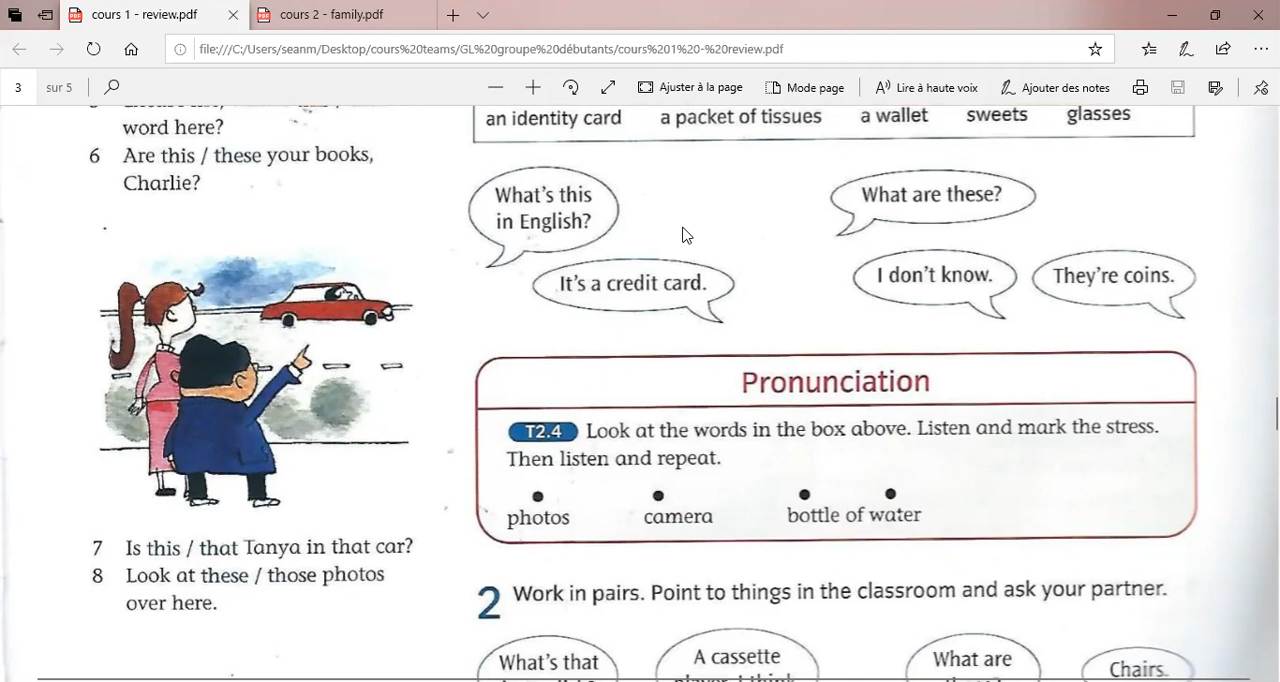 cours 1 - review.pdf
cours 2 - family.pdf
file:///C:/Users/seanm/Desktop/cours%20teams/GL%20groupe%20débutants/cours%201%20-%20review.pdf
3 sur 5
Ajuster à la page
Mode page
Lire à haute voix
Ajouter des notes
word here?
6 Are this / these your books,
Charlie?
7 Is this / that Tanya in that car?
8 Look at these / those photos
over here.
an identity card a packet of tissues a wallet sweets glasses
What's this
in English?
It's a credit card.
What are these?
I don't know.
They're coins.
Pronunciation
T2.4 Look at the words in the box above. Listen and mark the stress.
Then listen and repeat.
photos camera bottle of water
2 Work in pairs. Point to things in the classroom and ask your partner.
What's that
A cassette
What are
Chairs.